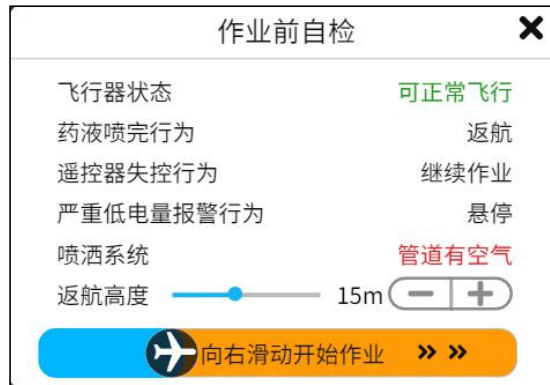 作业前自检
飞行器状态 可正常飞行
药液喷完行为 返航
遥控器失控行为 继续作业
严重低电量报警行为 悬停
喷洒系统 管道有空气
返航高度 15m
向右滑动开始作业